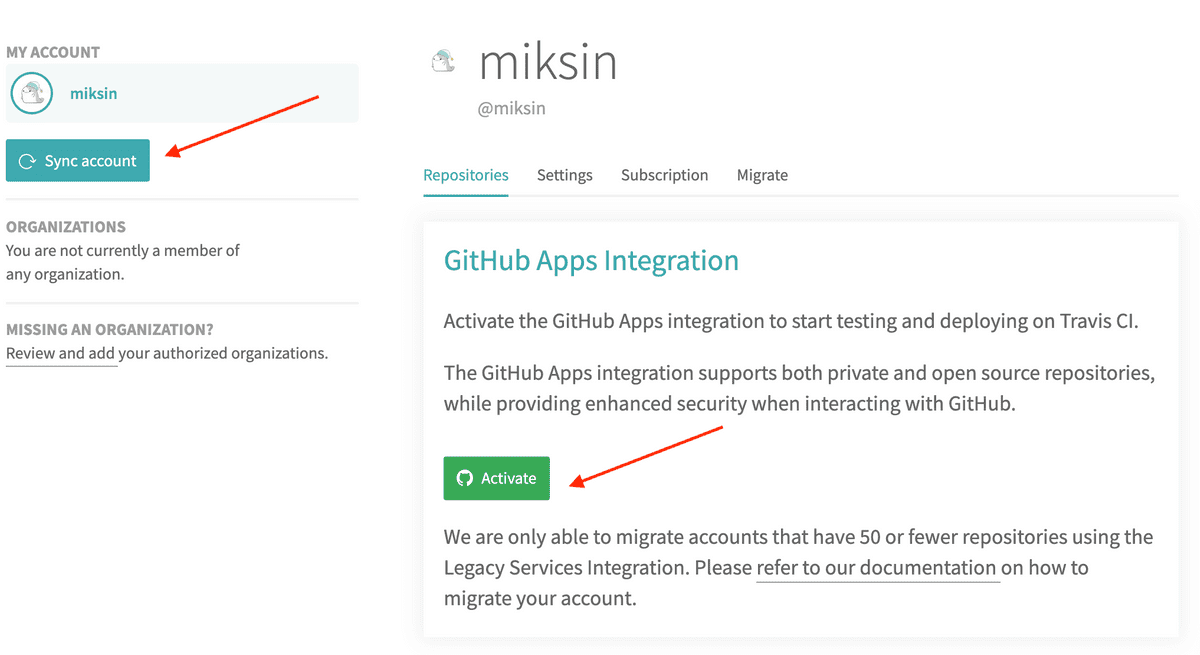 MY ACCOUNT
miksin
Sync account
ORGANIZATIONS
You are not currently a member of
any organization.
MISSING AN ORGANIZATION?
Review and add your authorized organizations.
miksin
@miksin
Repositories Settings Subscription Migrate
GitHub Apps Integration
Activate the GitHub Apps integration to start testing and deploying on Travis CI.
The GitHub Apps integration supports both private and open source repositories,
while providing enhanced security when interacting with GitHub.
Activate
We are only able to migrate accounts that have 50 or fewer repositories using the
Legacy Services Integration. Please refer to our documentation on how to
migrate your account.